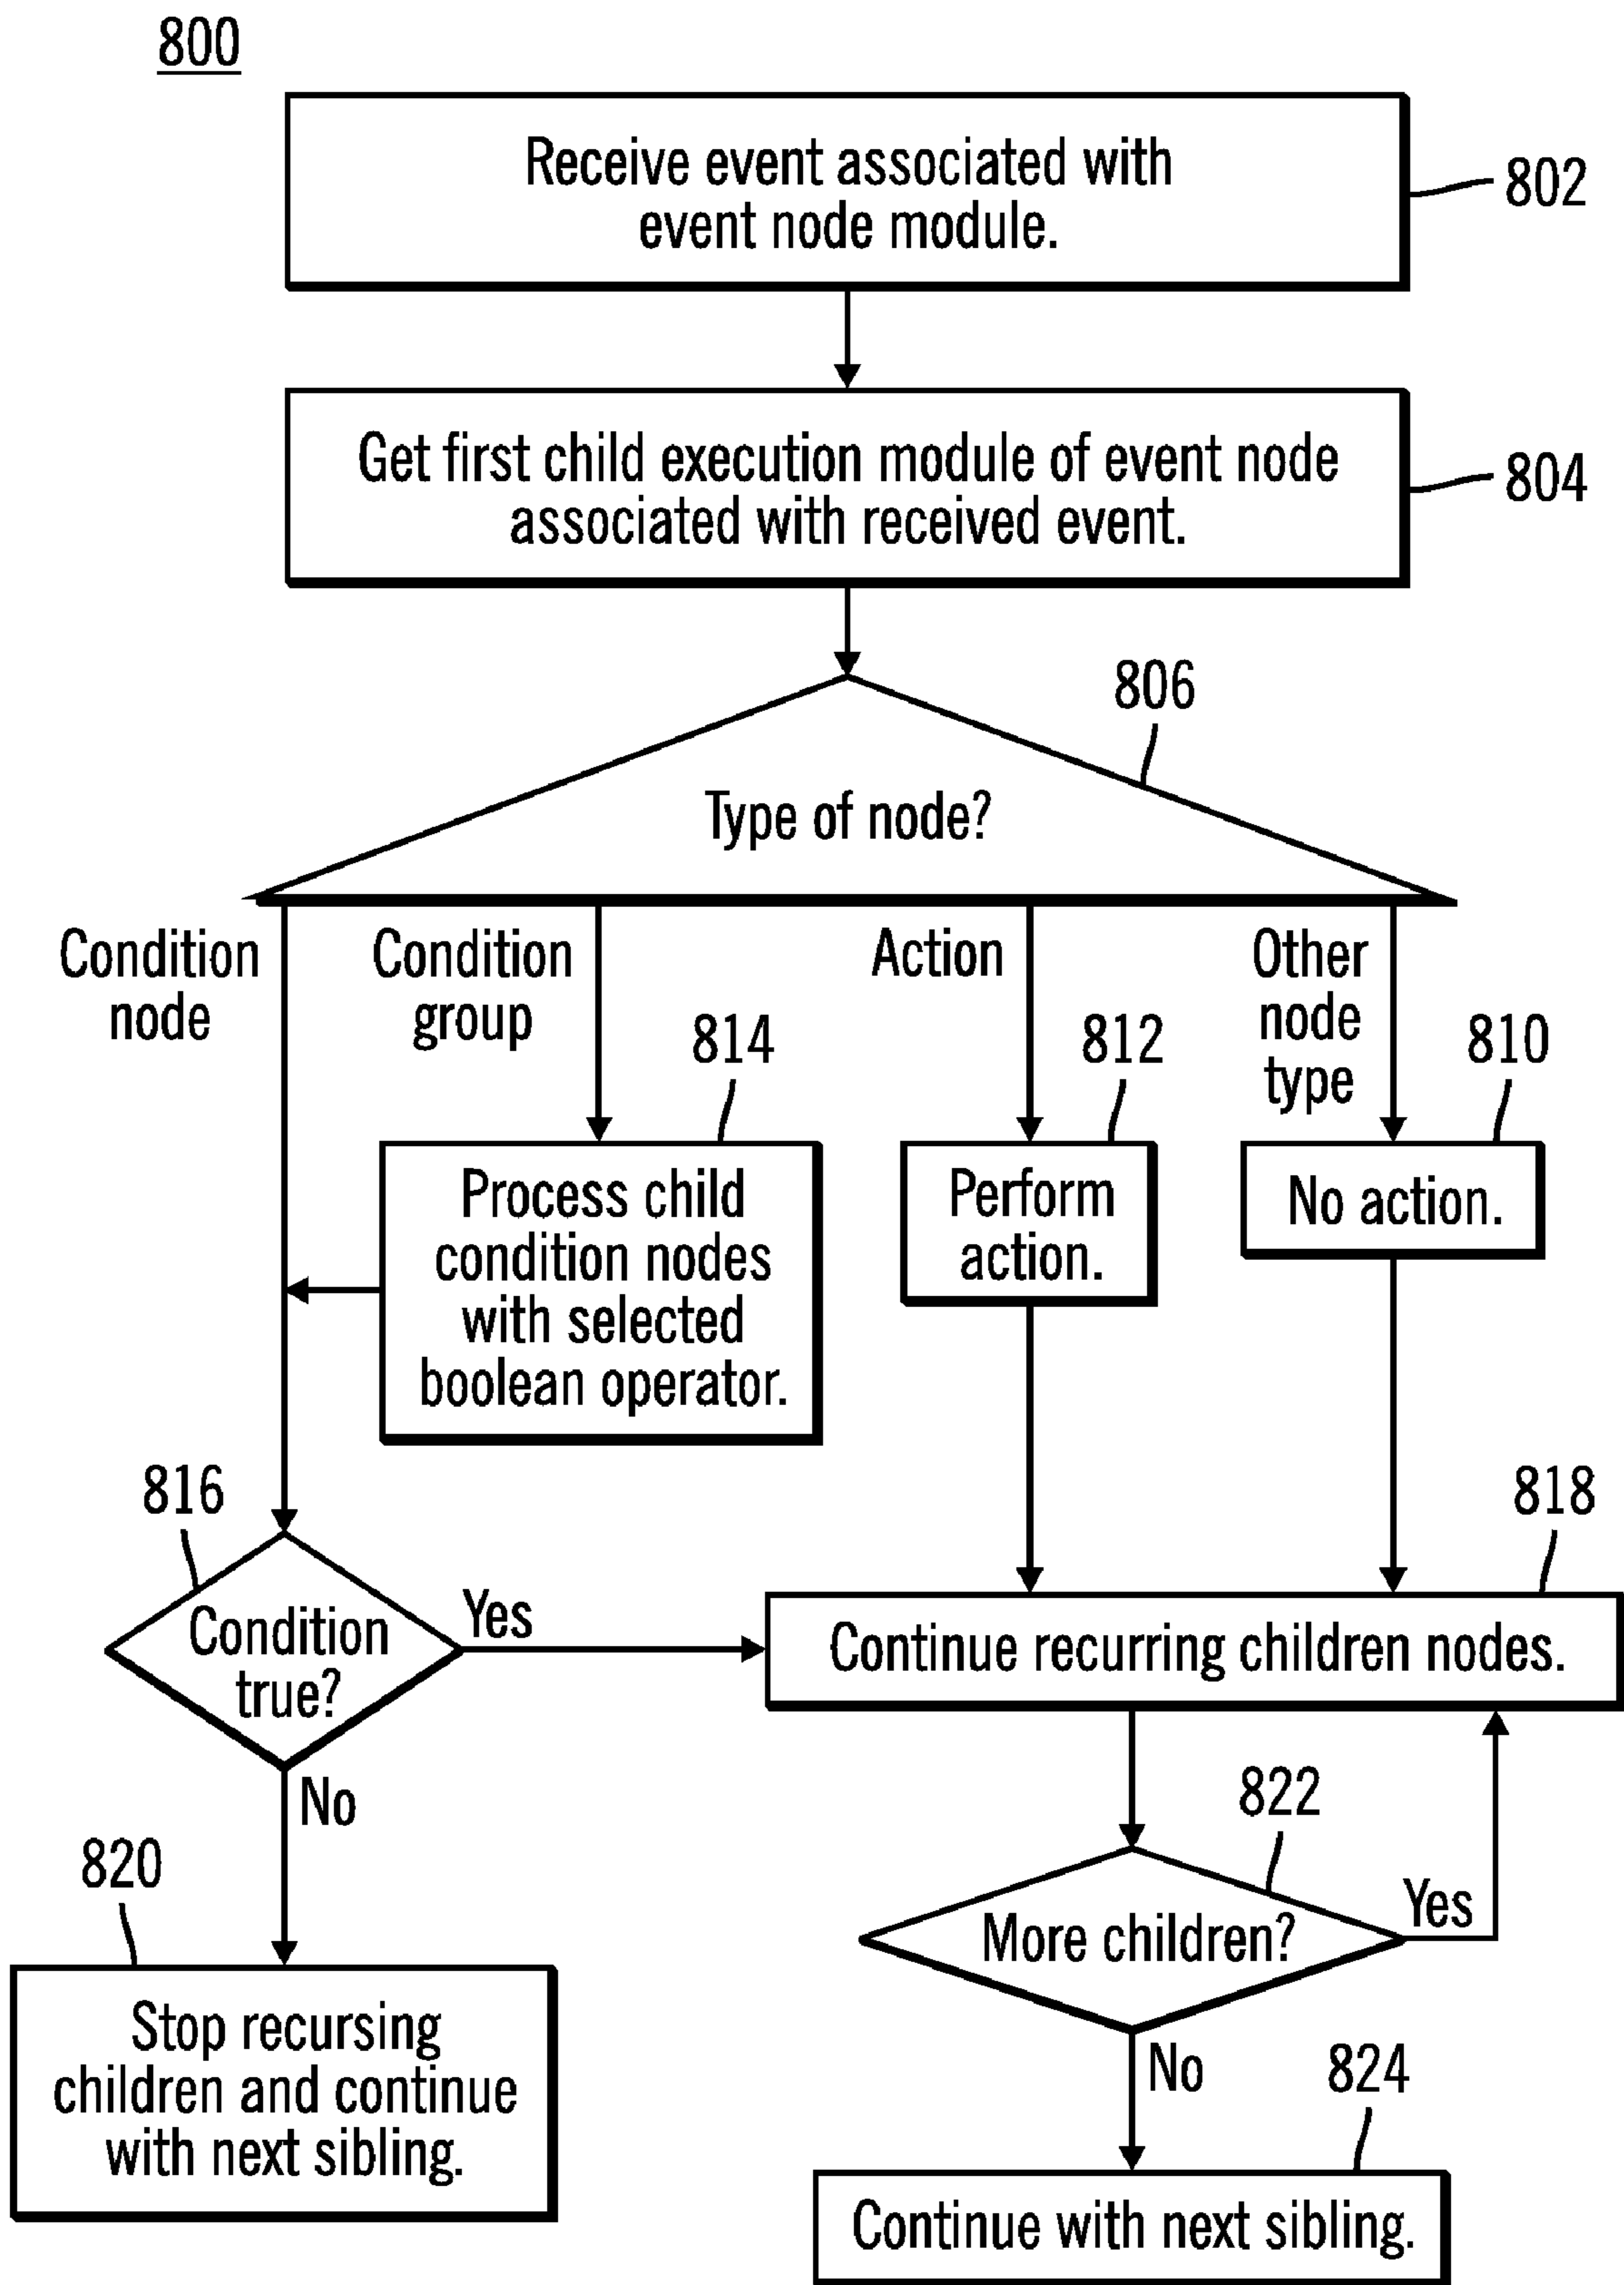 800
Receive event associated with
event node module.
802
Get first child execution module of event node
associated with received event.
804
806
Type of node?
Condition
node
Condition
group
Action
Other
node
type
814
812
810
Process child
condition nodes
with selected
boolean operator.
Perform
action.
No action.
816
818
Condition
true?
Yes
Continue recurring children nodes.
No
822
820
More children?
Yes
Stop recursing
children and continue
with next sibling.
No
824
Continue with next sibling.